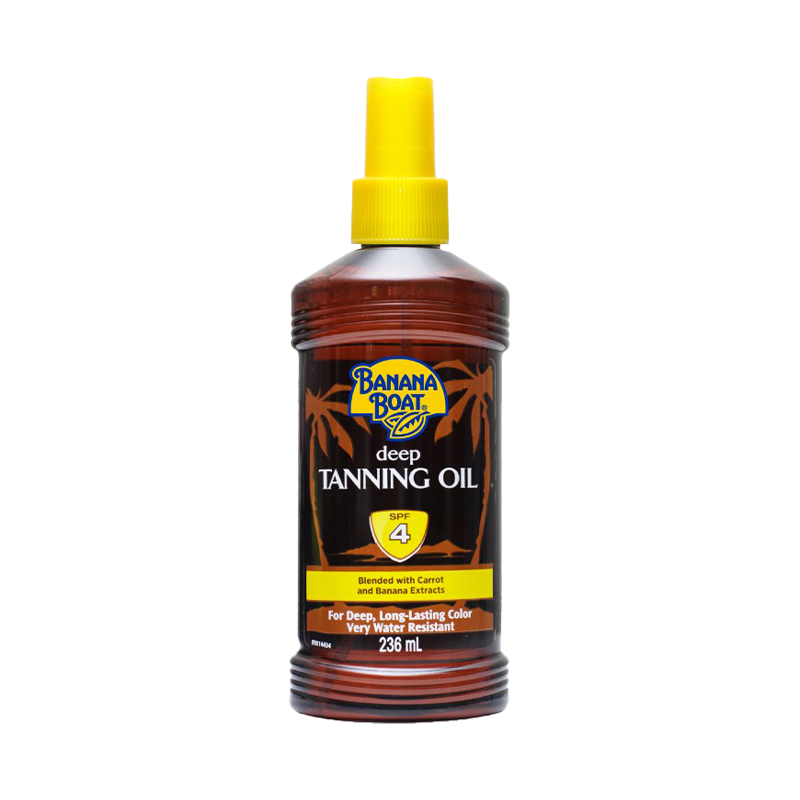 BANANA
BOAT®
deep
TANNING OIL
SPF
4
Blended with Carrot
and Banana Extracts
For Deep, Long-Lasting Color
Very Water Resistant
236 mL